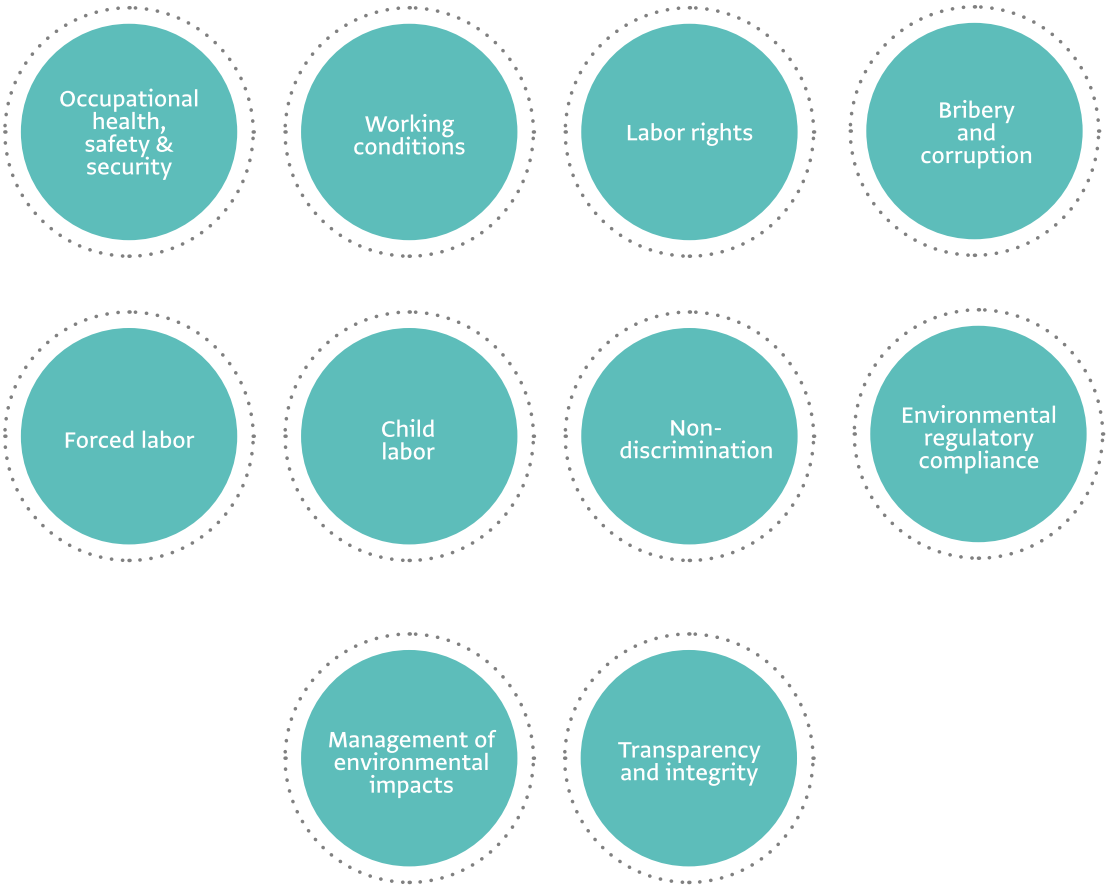 Occupational
health,
safety &
security
Working
conditions
Labor rights
Bribery
and
corruption
Forced labor
Child
labor
Non-
discrimination
Environmental
regulatory
compliance
Management of
environmental
impacts
Transparency
and integrity